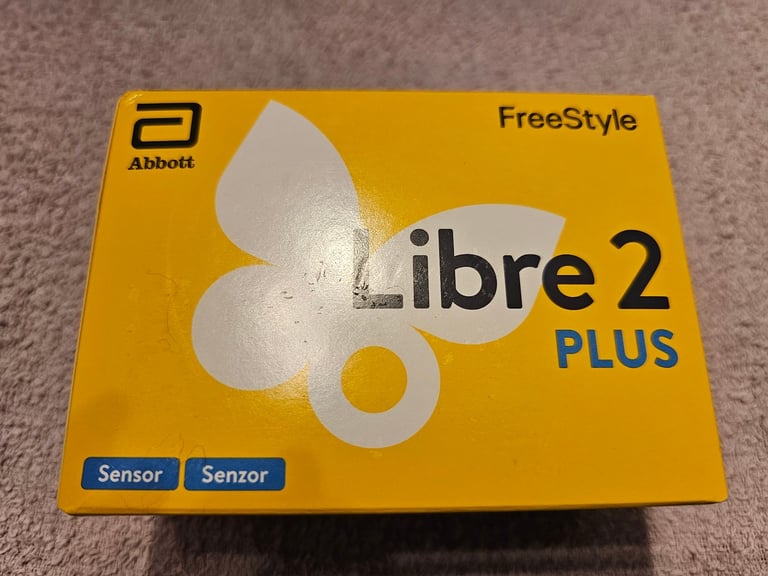 Abbott
FreeStyle
Libre 2
PLUS
Sensor
Senzor